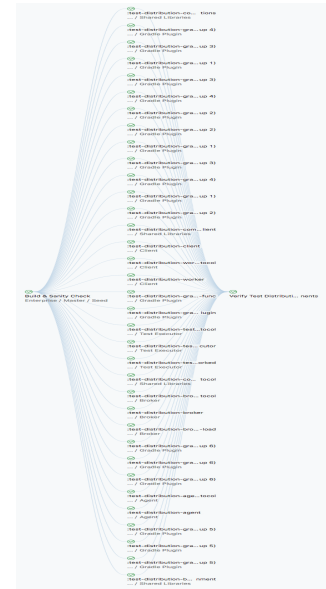 :test-distribution-co... tions
... / Shared Libraries
:test-distribution-gra...up 4)
... / Gradle Plugin
:test-distribution-gra...up 3)
... / Gradle Plugin
:test-distribution-gra...up 1)
... / Gradle Plugin
:test-distribution-gra...up 3)
... / Gradle Plugin
:test-distribution-gra...up 4)
... / Gradle Plugin
:test-distribution-gra...up 2)
... / Gradle Plugin
:test-distribution-gra...up 2)
... / Gradle Plugin
:test-distribution-gra...up 1)
... / Gradle Plugin
:test-distribution-gra...up 3)
... / Gradle Plugin
:test-distribution-gra...up 4)
... / Gradle Plugin
:test-distribution-gra...up 1)
... / Gradle Plugin
:test-distribution-gra...up 2)
... / Gradle Plugin
:test-distribution-com...lient
... / Shared Libraries
:test-distribution-client
... / Client
:test-distribution-wor...tocol
... / Client
:test-distribution-worker
... / Client
Build & Sanity Check
Enterprise / Master / Seed
:test-distribution-gra...-func
... / Gradle Plugin
Verify Test Distributi... nents
:test-distribution-gra... lugin
... / Gradle Plugin
:test-distribution-test...tocol
... / Test Executor
:test-distribution-tes... cutor
... / Test Executor
:test-distribution-tes...orked
... / Test Executor
:test-distribution-co... tocol
... / Shared Libraries
:test-distribution-bro... tocol
... / Broker
:test-distribution-broker
... / Broker
:test-distribution-bro...-load
... / Broker
:test-distribution-gra...up 6)
... / Gradle Plugin
:test-distribution-gra...up 5)
... / Gradle Plugin
:test-distribution-gra...up 6)
... / Gradle Plugin
:test-distribution-age...tocol
... / Agent
:test-distribution-agent
... / Agent
:test-distribution-gra...up 6)
... / Gradle Plugin
:test-distribution-gra...up 5)
... / Gradle Plugin
:test-distribution-gra...up 5)
... / Gradle Plugin
:test-distribution-b... nment
... / Shared Libraries